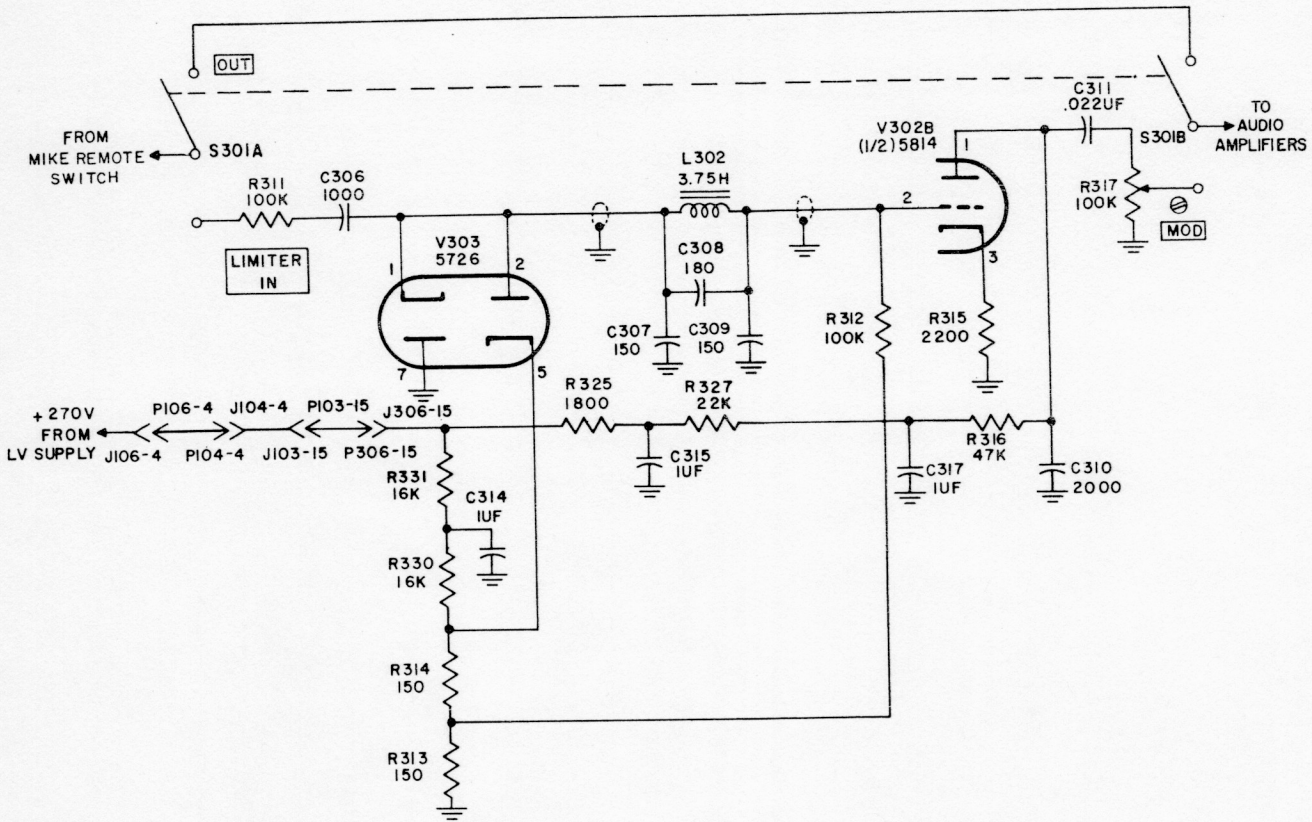 OUT
FROM
MIKE REMOTE
SWITCH
S301A
R311
100K
C306
1000
LIMITER
IN
V303
5726
1
2
7
5
L302
3.75H
C308
180
C307
150
C309
150
V302B
(1/2)5814
1
2
3
C311
.022UF
S301B
TO
AUDIO
AMPLIFIERS
R317
100K
MOD
R312
100K
R315
2200
+270V
FROM
LV SUPPLY
P106-4
J104-4
P103-15
J306-15
J106-4
P104-4
J103-15
P306-15
R325
1800
R327
22K
C315
1UF
C317
1UF
R316
47K
C310
2000
R331
16K
C314
1UF
R330
16K
R314
150
R313
150